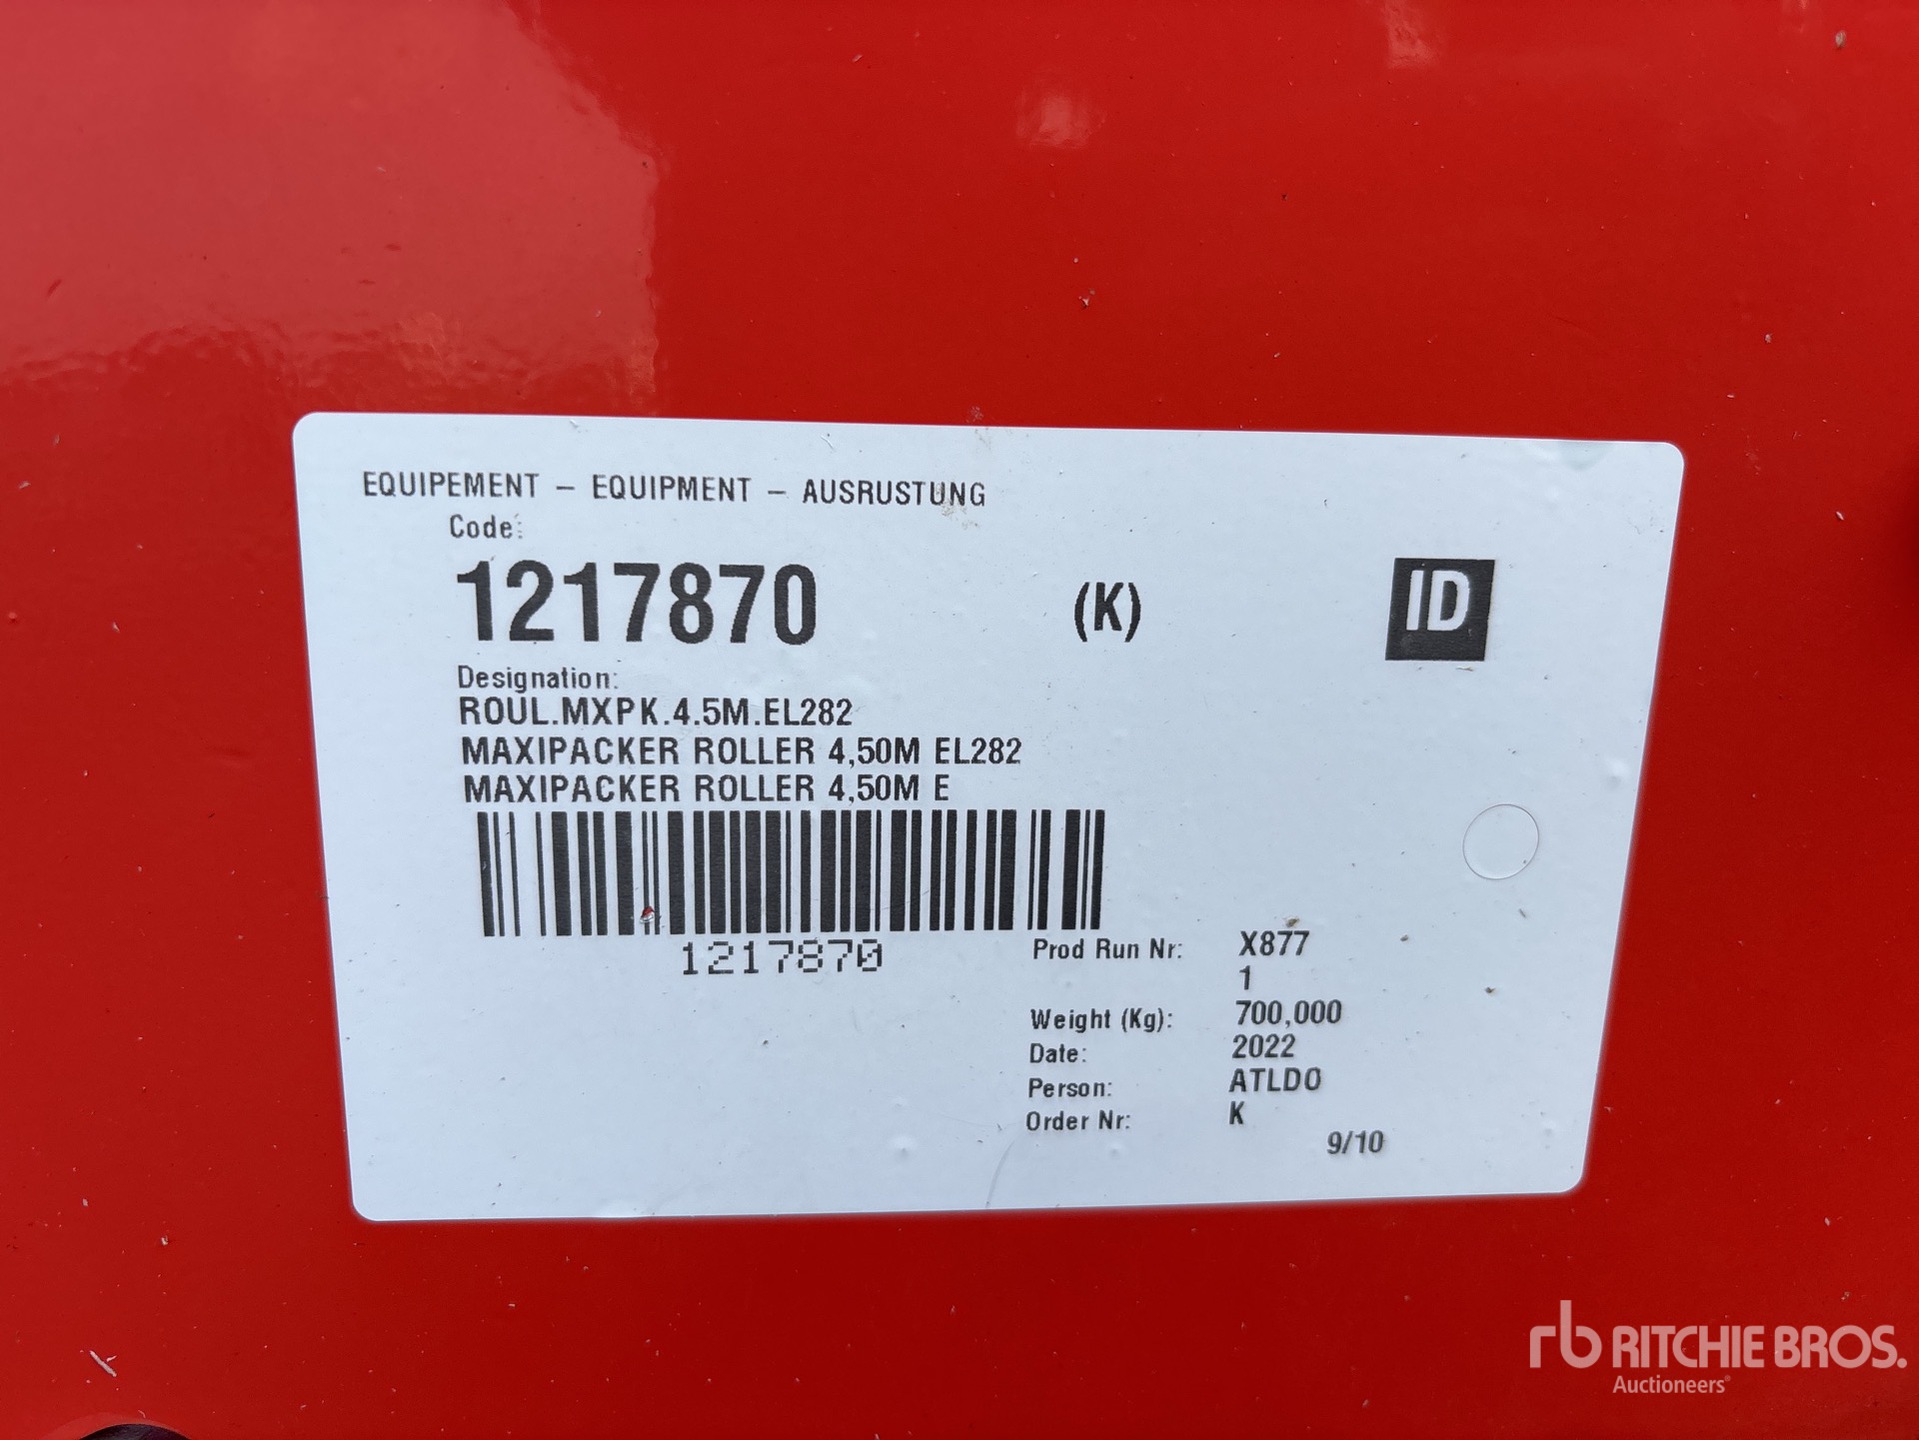 EQUIPEMENT – EQUIPMENT – AUSRUSTUNG
Code:
1217870 (K) ID
Designation:
ROUL.MXPK.4.5M.EL282
MAXIPACKER ROLLER 4,50M EL282
MAXIPACKER ROLLER 4,50M E
1217870
Prod Run Nr: X877
1
Weight (Kg): 700,000
Date: 2022
Person: ATLDO
Order Nr: K
9/10
rb RITCHIE BROS.
Auctioneers®